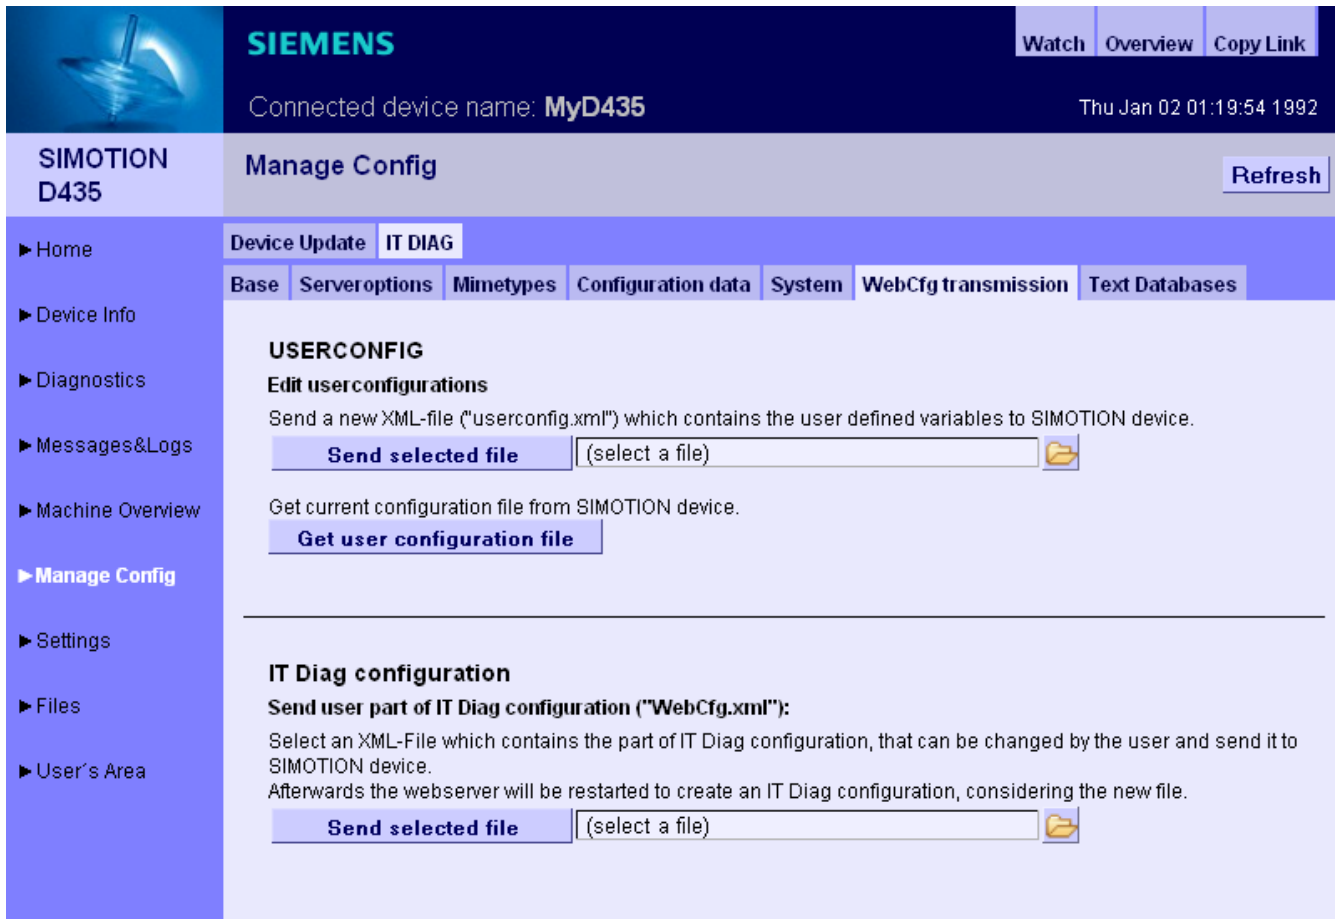 SIEMENS
Watch Overview Copy Link
Connected device name: MyD435
Thu Jan 02 01:19:54 1992
SIMOTION
D435
Manage Config
Refresh
►Home
►Device Info
►Diagnostics
►Messages&Logs
►Machine Overview
►Manage Config
►Settings
►Files
►User´s Area
Device Update IT DIAG
Base Serveroptions Mimetypes Configuration data System WebCfg transmission Text Databases
USERCONFIG
Edit userconfigurations
Send a new XML-file ("userconfig.xml") which contains the user defined variables to SIMOTION device.
Send selected file (select a file)
Get current configuration file from SIMOTION device.
Get user configuration file
IT Diag configuration
Send user part of IT Diag configuration ("WebCfg.xml"):
Select an XML-File which contains the part of IT Diag configuration, that can be changed by the user and send it to
SIMOTION device.
Afterwards the webserver will be restarted to create an IT Diag configuration, considering the new file.
Send selected file (select a file)